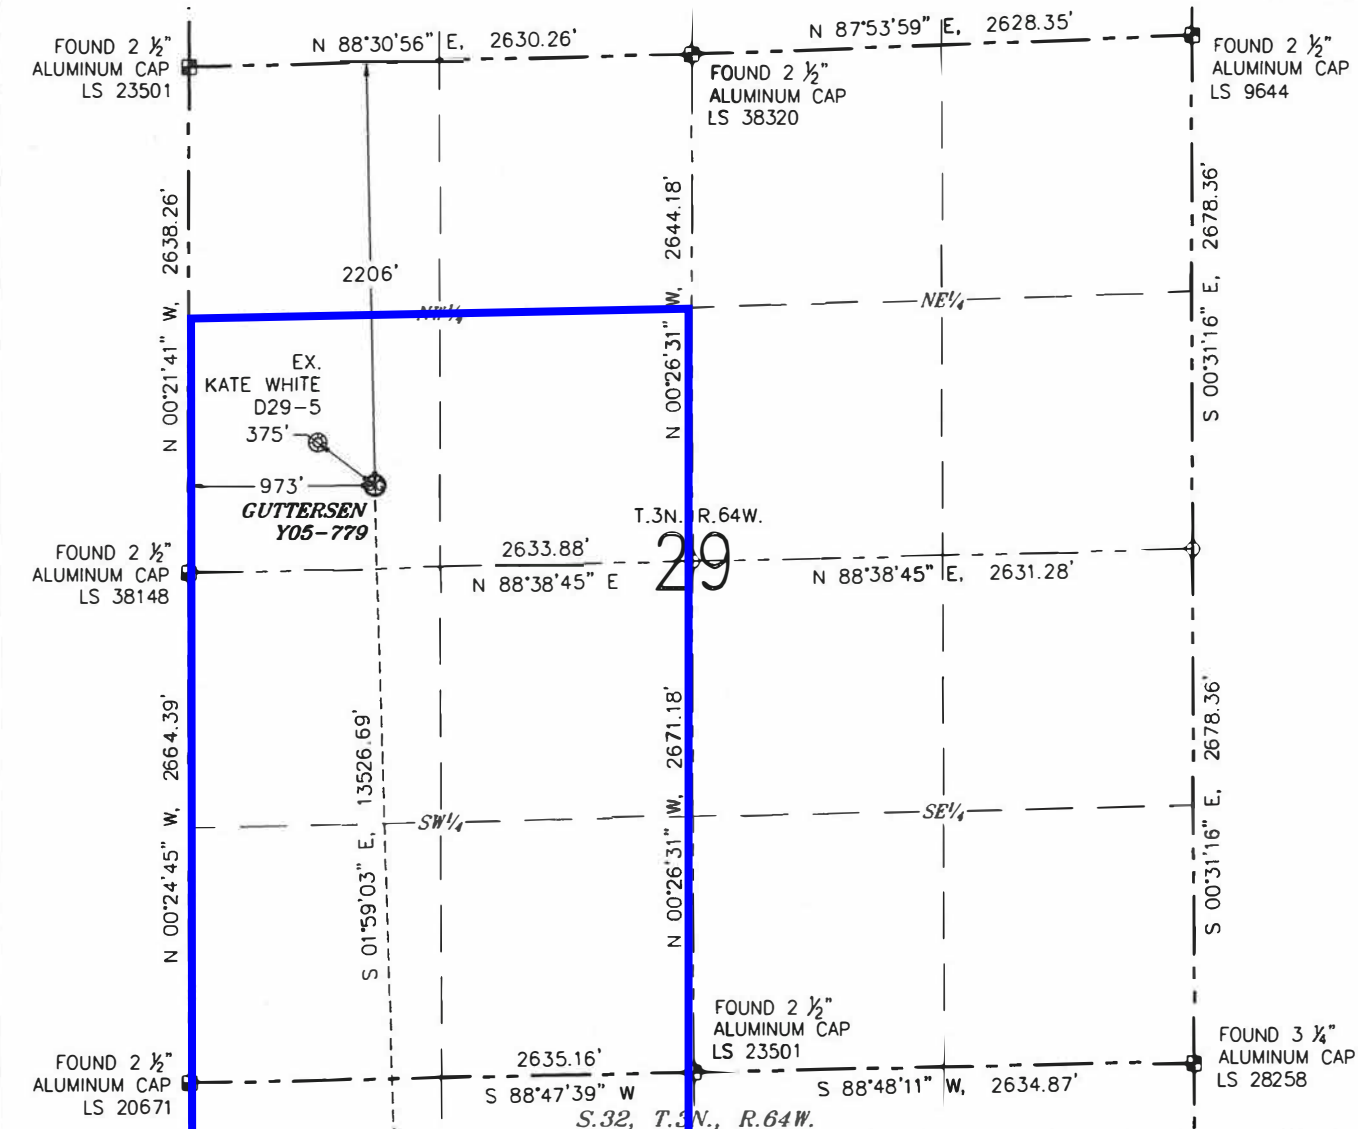 N 88°30'56" E, 2630.26'
N 87°53'59" E, 2628.35'
FOUND 2 ½"
ALUMINUM CAP
LS 23501
FOUND 2 ½"
ALUMINUM CAP
LS 38320
FOUND 2 ½"
ALUMINUM CAP
LS 9644
N 00°21'41" W, 2638.26'
2206'
N 00°26'31" W, 2644.18'
S 00°31'16" E, 2678.36'
NW¼
NE¼
EX.
KATE WHITE
D29-5
375'
973'
GUTTERSEN
Y05-779
T.3N. R.64W.
29
FOUND 2 ½"
ALUMINUM CAP
LS 38148
2633.88'
N 88°38'45" E
N 88°38'45" E, 2631.28'
N 00°24'45" W, 2664.39'
S 01°59'03" E, 13526.69'
N 00°26'31" W, 2671.18'
S 00°31'16" E, 2678.36'
SW¼
SE¼
FOUND 2 ½"
ALUMINUM CAP
LS 20671
2635.16'
S 88°47'39" W
FOUND 2 ½"
ALUMINUM CAP
LS 23501
S 88°48'11" W, 2634.87'
FOUND 3 ¼"
ALUMINUM CAP
LS 28258
S.32, T.3N., R.64W.